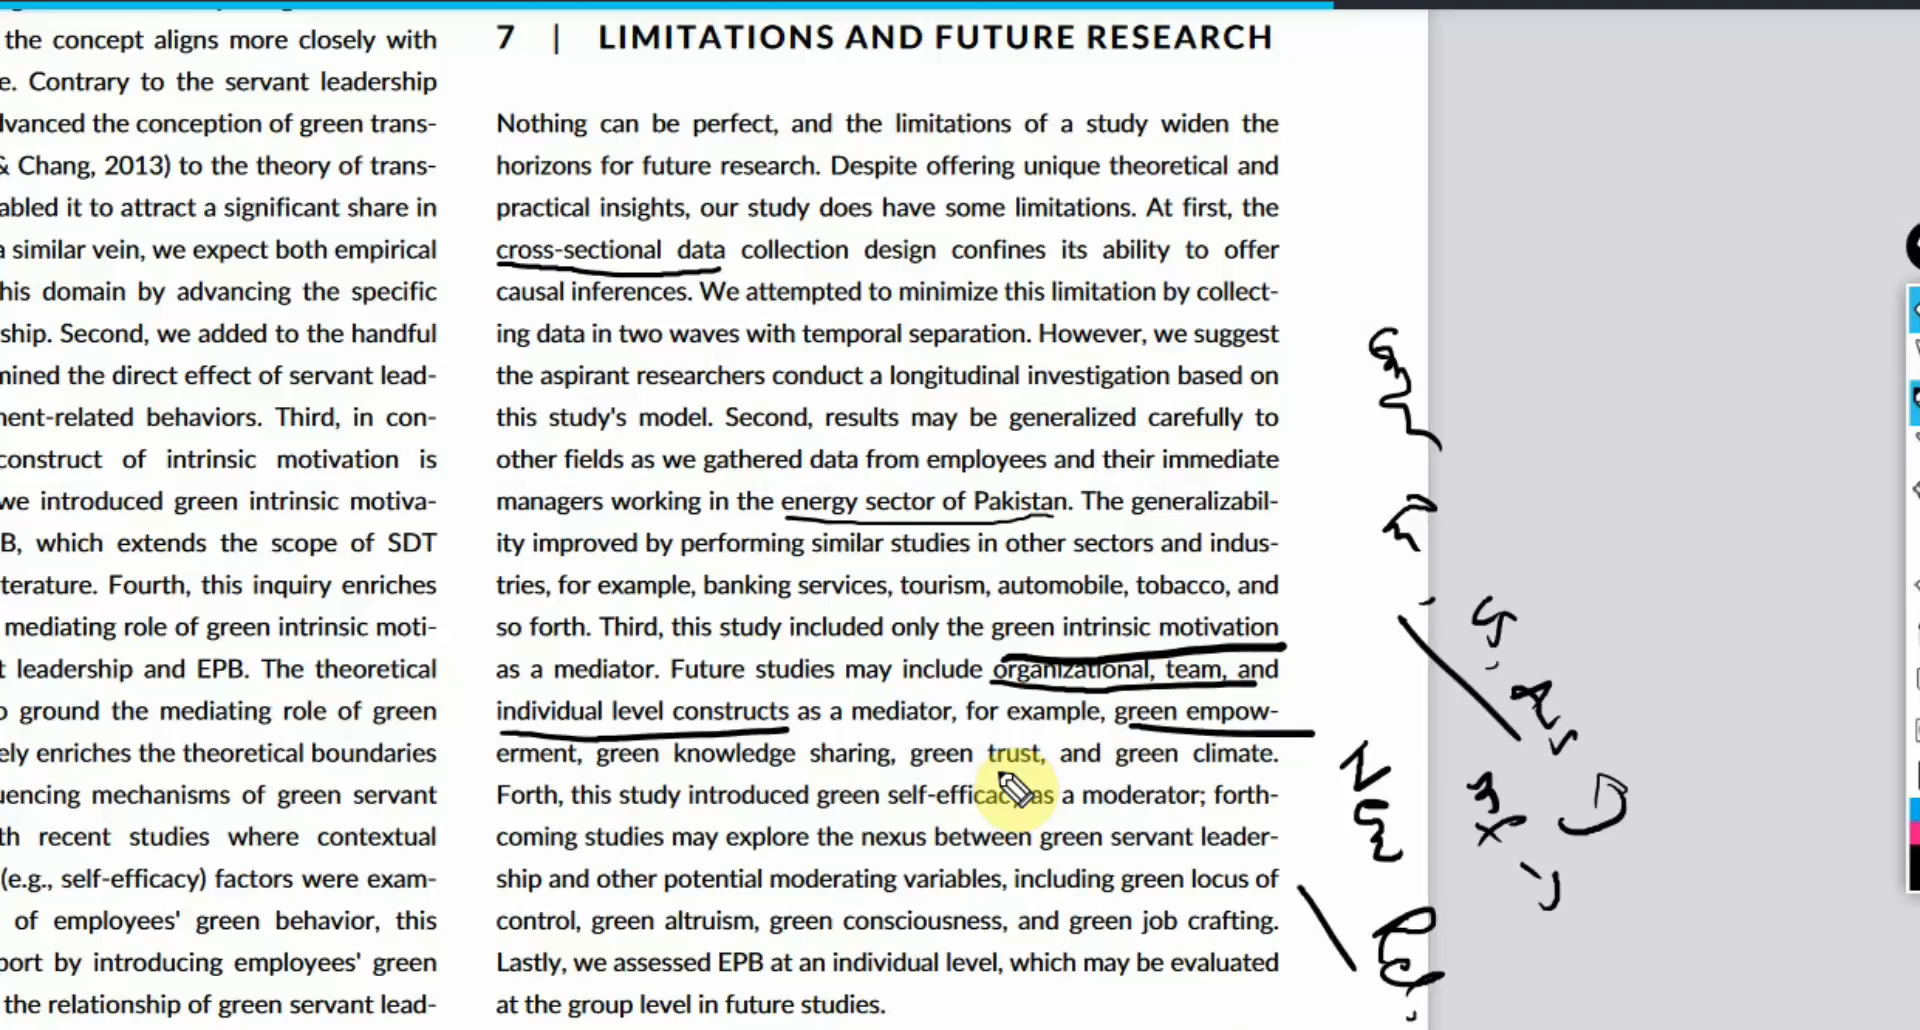 the concept aligns more closely with
e. Contrary to the servant leadership
dvanced the conception of green trans-
& Chang, 2013) to the theory of trans-
abled it to attract a significant share in
a similar vein, we expect both empirical
his domain by advancing the specific
ship. Second, we added to the handful
mined the direct effect of servant lead-
ment-related behaviors. Third, in con-
construct of intrinsic motivation is
we introduced green intrinsic motiva-
B, which extends the scope of SDT
terature. Fourth, this inquiry enriches
mediating role of green intrinsic moti-
t leadership and EPB. The theoretical
o ground the mediating role of green
ely enriches the theoretical boundaries
uencing mechanisms of green servant
th recent studies where contextual
(e.g., self-efficacy) factors were exam-
of employees' green behavior, this
port by introducing employees' green
the relationship of green servant lead-
7 | LIMITATIONS AND FUTURE RESEARCH
Nothing can be perfect, and the limitations of a study widen the
horizons for future research. Despite offering unique theoretical and
practical insights, our study does have some limitations. At first, the
cross-sectional data collection design confines its ability to offer
causal inferences. We attempted to minimize this limitation by collect-
ing data in two waves with temporal separation. However, we suggest
the aspirant researchers conduct a longitudinal investigation based on
this study's model. Second, results may be generalized carefully to
other fields as we gathered data from employees and their immediate
managers working in the energy sector of Pakistan. The generalizabil-
ity improved by performing similar studies in other sectors and indus-
tries, for example, banking services, tourism, automobile, tobacco, and
so forth. Third, this study included only the green intrinsic motivation
as a mediator. Future studies may include organizational, team, and
individual level constructs as a mediator, for example, green empow-
erment, green knowledge sharing, green trust, and green climate.
Forth, this study introduced green self-efficacy as a moderator; forth-
coming studies may explore the nexus between green servant leader-
ship and other potential moderating variables, including green locus of
control, green altruism, green consciousness, and green job crafting.
Lastly, we assessed EPB at an individual level, which may be evaluated
at the group level in future studies.